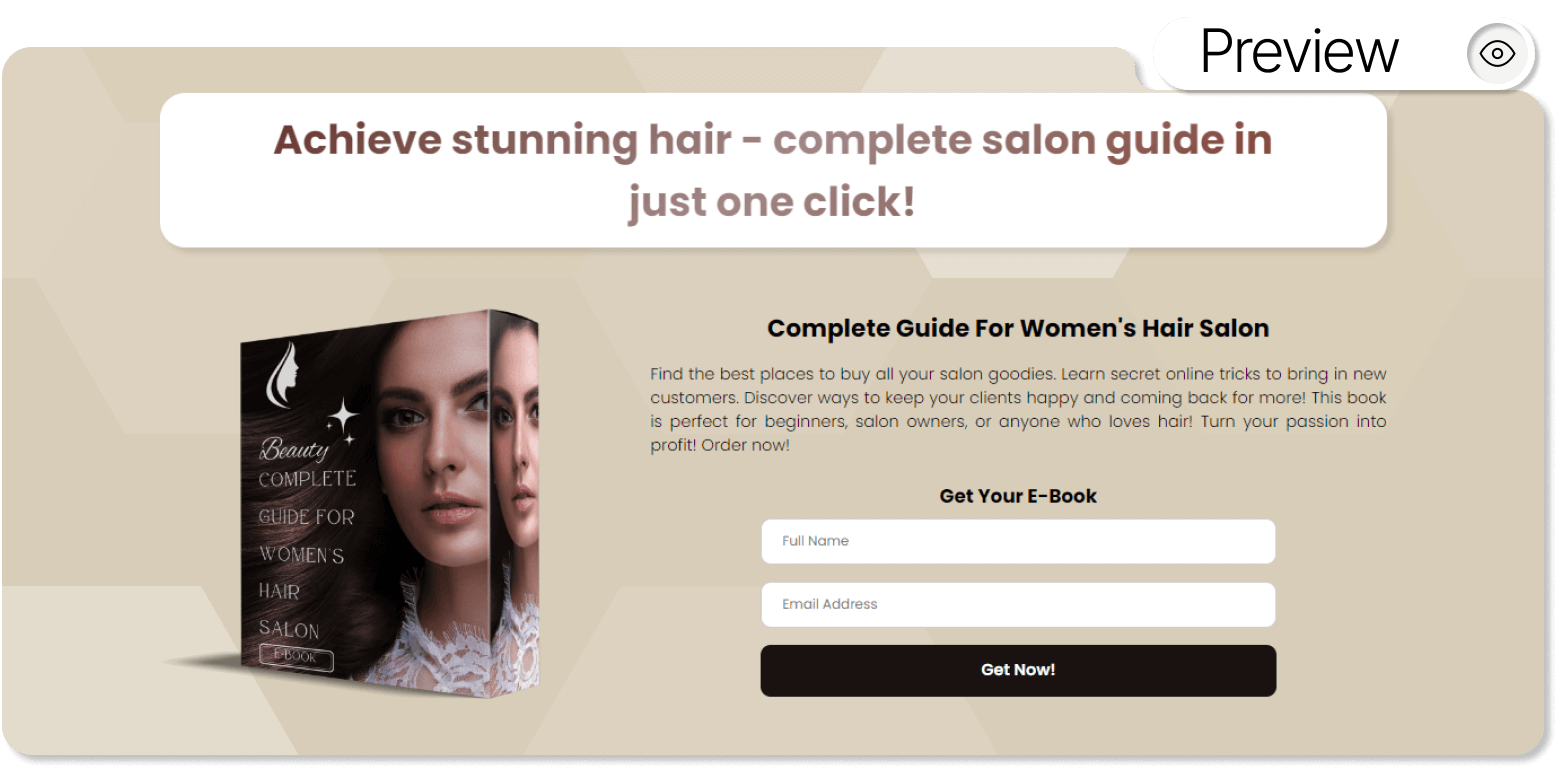 Preview
Achieve stunning hair - complete salon guide in
just one click!
Beauty
COMPLETE
GUIDE FOR
WOMEN'S
HAIR
SALON
E-BOOK
Complete Guide For Women's Hair Salon
Find the best places to buy all your salon goodies. Learn secret online tricks to bring in new
customers. Discover ways to keep your clients happy and coming back for more! This book
is perfect for beginners, salon owners, or anyone who loves hair! Turn your passion into
profit! Order now!
Get Your E-Book
Full Name
Email Address
Get Now!